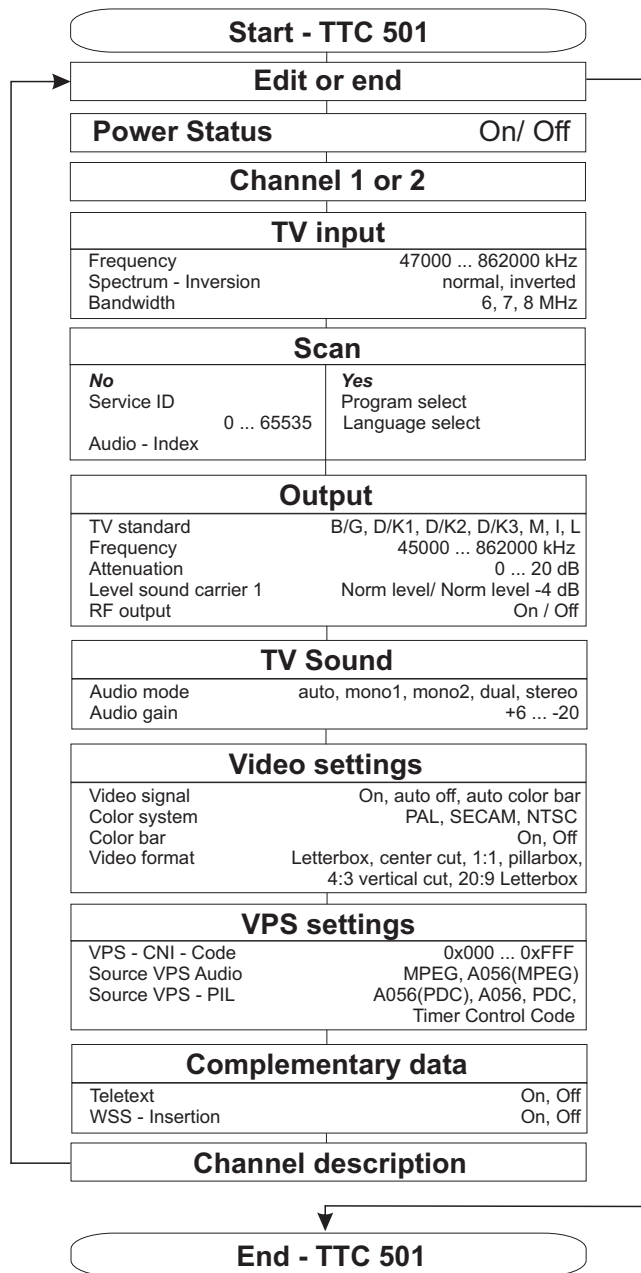 Start - TTC 501
Edit or end
Power Status On/ Off
Channel 1 or 2
TV input
Frequency 47000 ... 862000 kHz
Spectrum - Inversion normal, inverted
Bandwidth 6, 7, 8 MHz
Scan
No Yes
Service ID Program select
0 ... 65535 Language select
Audio - Index
Output
TV standard B/G, D/K1, D/K2, D/K3, M, I, L
Frequency 45000 ... 862000 kHz
Attenuation 0 ... 20 dB
Level sound carrier 1 Norm level/ Norm level -4 dB
RF output On / Off
TV Sound
Audio mode auto, mono1, mono2, dual, stereo
Audio gain +6 ... -20
Video settings
Video signal On, auto off, auto color bar
Color system PAL, SECAM, NTSC
Color bar On, Off
Video format Letterbox, center cut, 1:1, pillarbox,
4:3 vertical cut, 20:9 Letterbox
VPS settings
VPS - CNI - Code 0x000 ... 0xFFF
Source VPS Audio MPEG, A056(MPEG)
Source VPS - PIL A056(PDC), A056, PDC,
Timer Control Code
Complementary data
Teletext On, Off
WSS - Insertion On, Off
Channel description
End - TTC 501